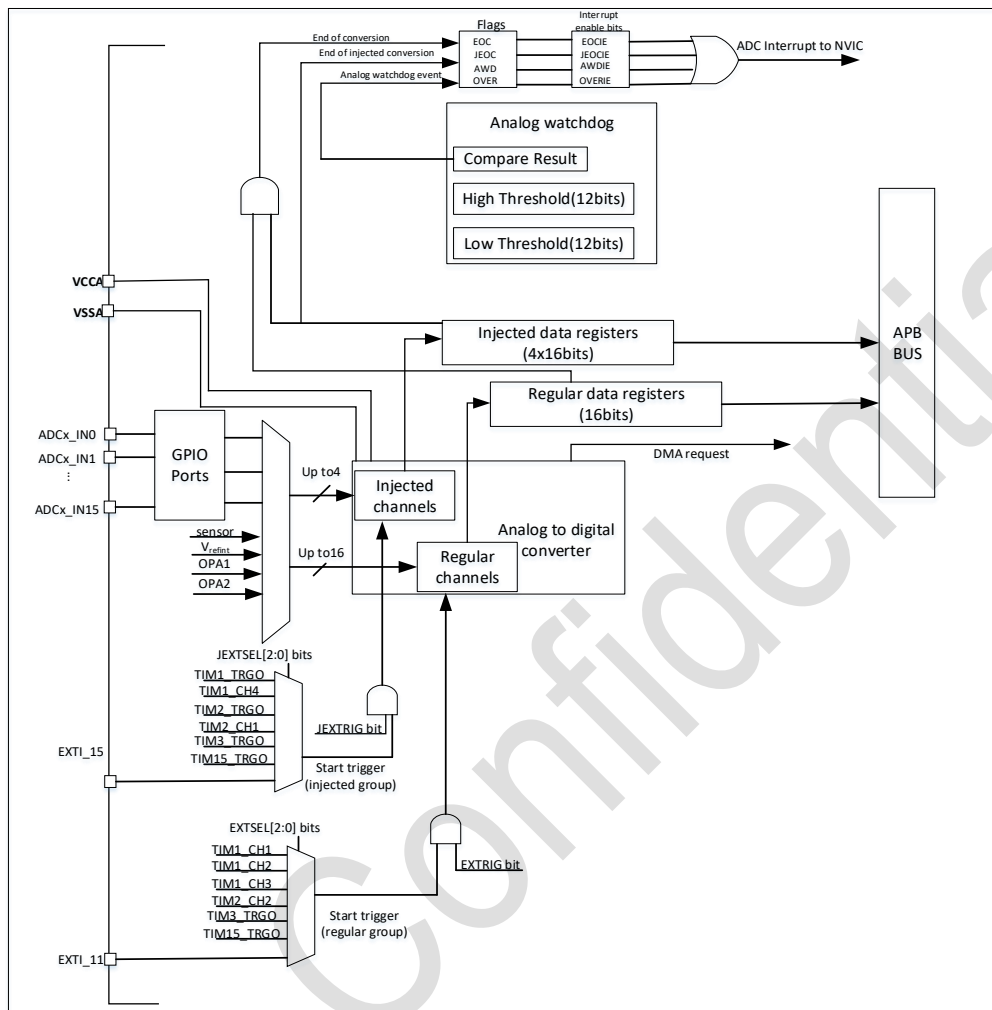 Flags
Interrupt
enable bits
End of conversion
EOC
EOCIE
End of injected conversion
JEOC
JEOCIE
ADC Interrupt to NVIC
AWD
AWDIE
Analog watchdog event
OVER
OVERIE
Analog watchdog
Compare Result
High Threshold(12bits)
Low Threshold(12bits)
VCCA
VSSA
Injected data registers
(4x16bits)
APB
BUS
Regular data registers
(16bits)
ADCx_IN0
ADCx_IN1
⋮
ADCx_IN15
GPIO
Ports
DMA request
Up to4
Injected
channels
Analog to digital
converter
sensor
Vrefint
OPA1
OPA2
Up to16
Regular
channels
JEXTSEL[2:0] bits
TIM1_TRGO
TIM1_CH4
TIM2_TRGO
TIM2_CH1
TIM3_TRGO
TIM15_TRGO
JEXTRIG bit
EXTI_15
Start trigger
(injected group)
EXTSEL[2:0] bits
TIM1_CH1
TIM1_CH2
TIM1_CH3
TIM2_CH2
TIM3_TRGO
TIM15_TRGO
EXTRIG bit
Start trigger
(regular group)
EXTI_11
Confidentia